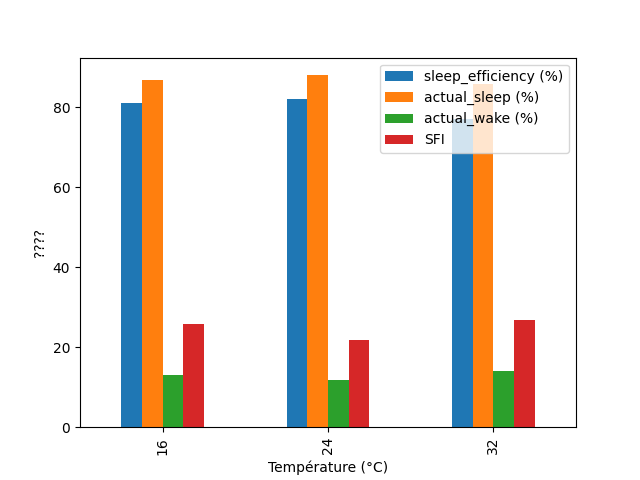 sleep_efficiency (%)
actual_sleep (%)
actual_wake (%)
SFI
80
60
40
20
0
????
16
24
32
Température (°C)